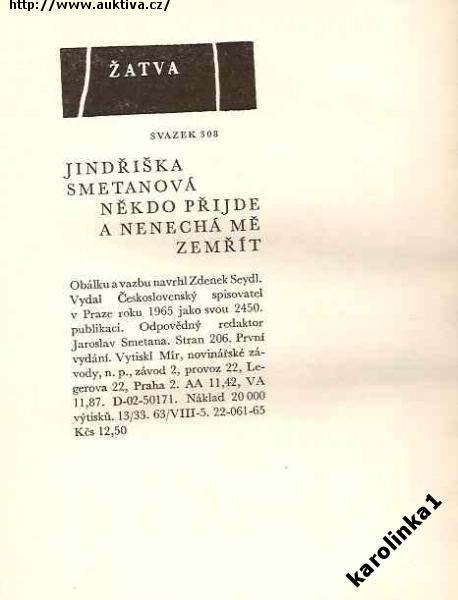 http://www.auktiva.cz/
ŽATVA
SVAZEK 308
JINDŘIŠKA
SMETANOVÁ
NĚKDO PŘIJDE
A NENECHÁ MĚ
ZEMŘÍT
Obálku a vazbu navrhl Zdenek Seydl.
Vydal Československý spisovatel
v Praze roku 1965 jako svou 2450.
publikaci. Odpovědný redaktor
Jaroslav Smetana. Stran 206. První
vydání. Vytiskl Mír, novinářské zá-
vody, n. p., závod 2, provoz 22, Le-
gerova 22, Praha 2. AA 11,42, VA
11,87. D-02-50171. Náklad 20 000
výtisků. 13/33. 63/VIII-5. 22-061-65
Kčs 12,50
karolinka1